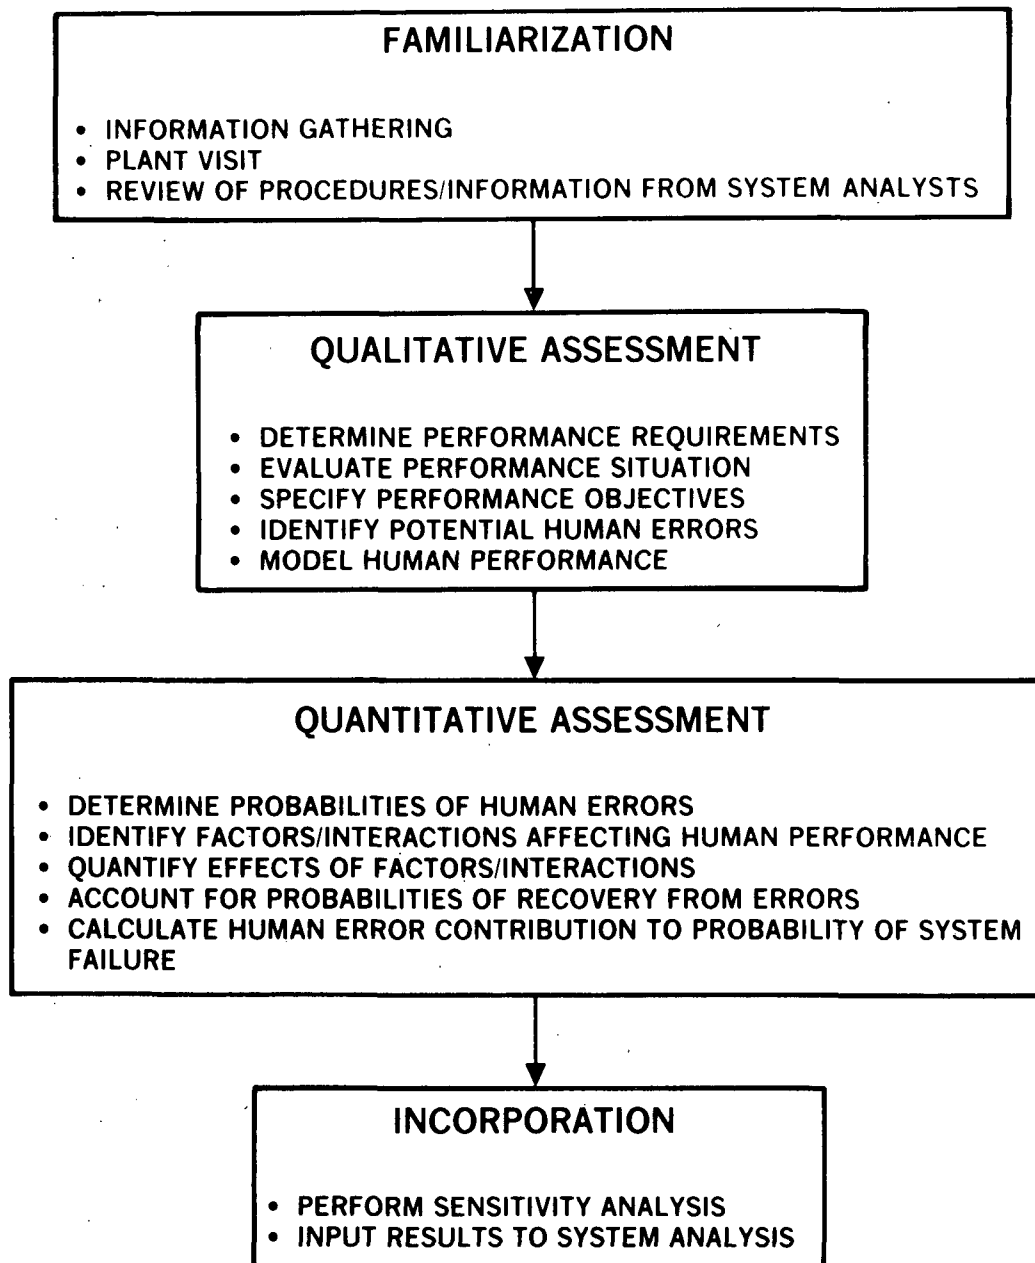 FAMILIARIZATION
• INFORMATION GATHERING
• PLANT VISIT
• REVIEW OF PROCEDURES/INFORMATION FROM SYSTEM ANALYSTS
QUALITATIVE ASSESSMENT
• DETERMINE PERFORMANCE REQUIREMENTS
• EVALUATE PERFORMANCE SITUATION
• SPECIFY PERFORMANCE OBJECTIVES
• IDENTIFY POTENTIAL HUMAN ERRORS
• MODEL HUMAN PERFORMANCE
QUANTITATIVE ASSESSMENT
• DETERMINE PROBABILITIES OF HUMAN ERRORS
• IDENTIFY FACTORS/INTERACTIONS AFFECTING HUMAN PERFORMANCE
• QUANTIFY EFFECTS OF FACTORS/INTERACTIONS
• ACCOUNT FOR PROBABILITIES OF RECOVERY FROM ERRORS
• CALCULATE HUMAN ERROR CONTRIBUTION TO PROBABILITY OF SYSTEM
FAILURE
INCORPORATION
• PERFORM SENSITIVITY ANALYSIS
• INPUT RESULTS TO SYSTEM ANALYSIS